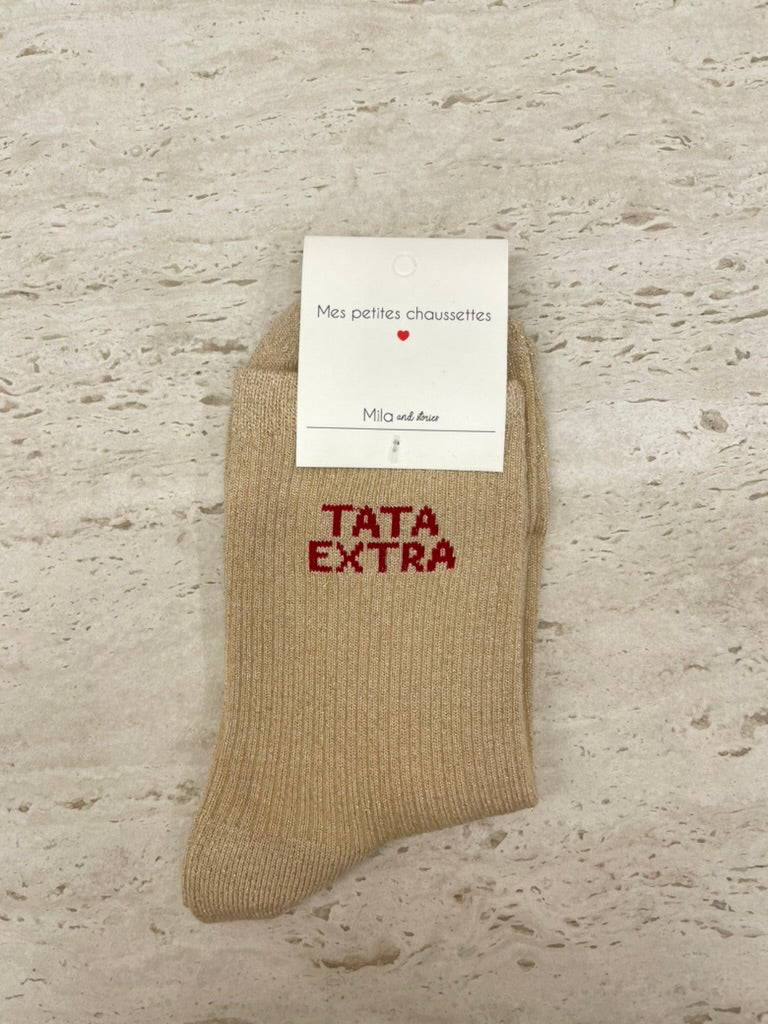 Mes petites chaussettes
Mila and stories
TATA
EXTRA